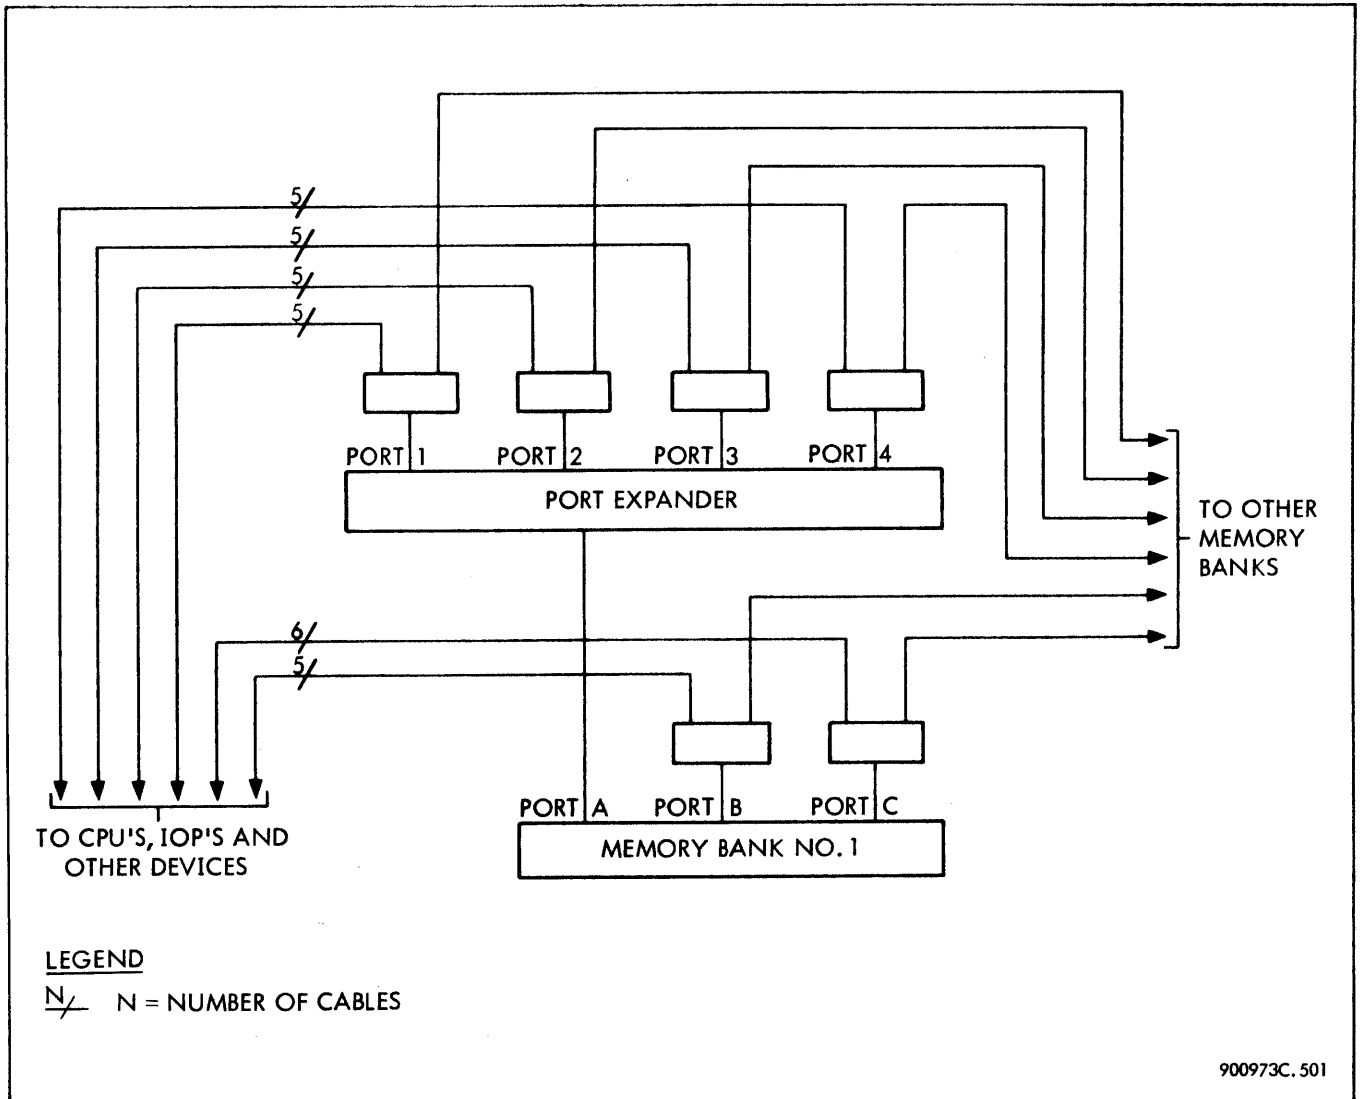 5/
5/
5/
5/
PORT 1
PORT 2
PORT 3
PORT 4
PORT EXPANDER
TO OTHER
MEMORY
BANKS
6/
5/
PORT A
PORT B
PORT C
MEMORY BANK NO. 1
TO CPU'S, IOP'S AND
OTHER DEVICES
LEGEND
N/ N = NUMBER OF CABLES
900973C. 501